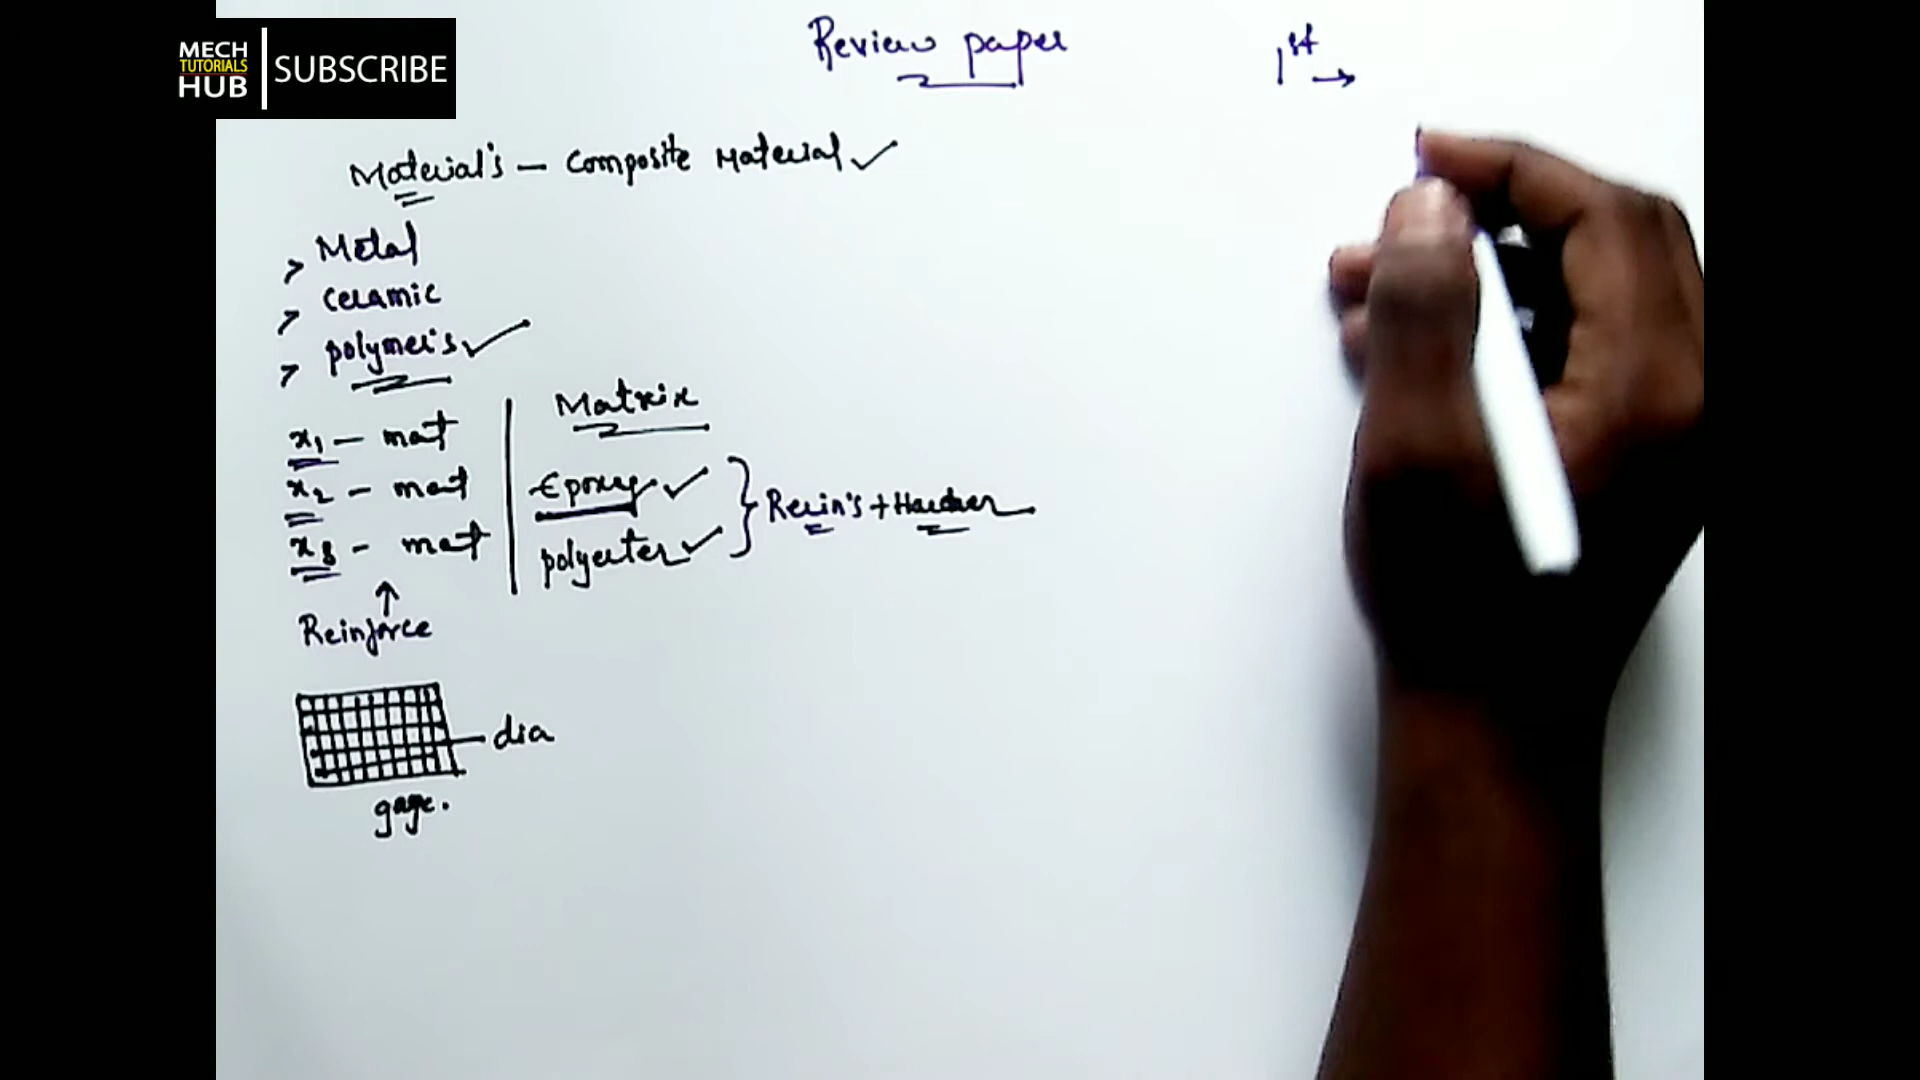 MECH
TUTORIALS
HUB
SUBSCRIBE
Review paper
1st →
Material's - Composite Material ✓
> Metal
> Ceramic
> polymer's ✓
x1 - mat
x2 - mat
x3 - mat
↑
Reinforce
Matrix
Epoxy ✓
polyester ✓
} Resin's + Hardner
dia
gage.